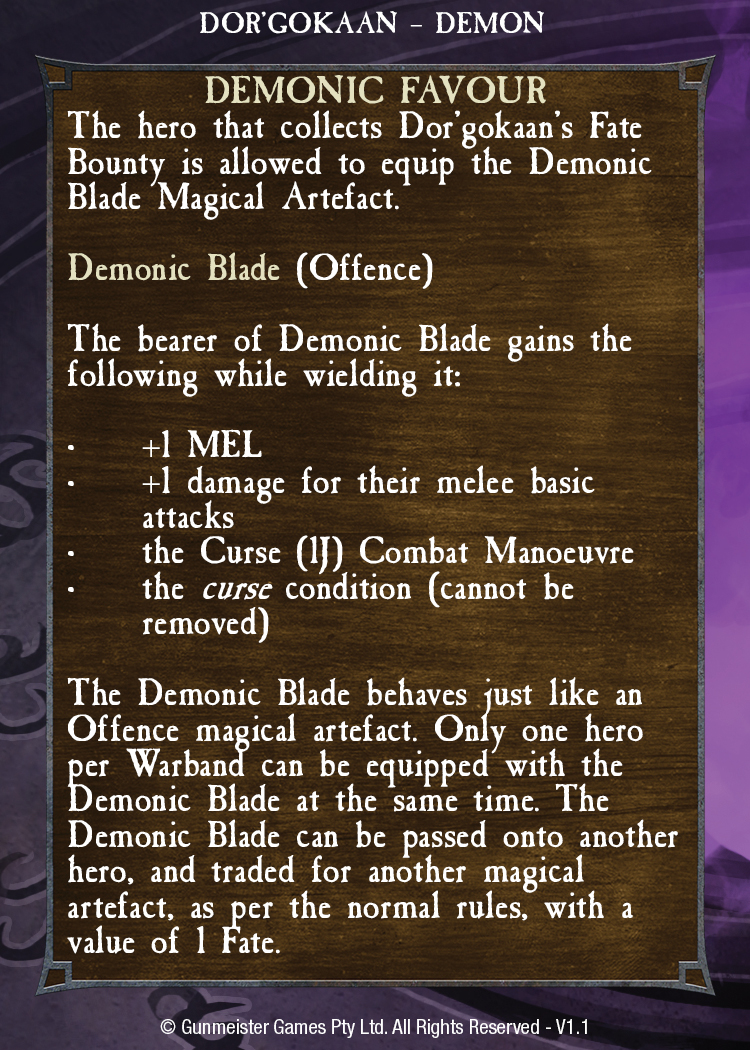 DOR'GOKAAN – DEMON
DEMONIC FAVOUR
The hero that collects Dor'gokaan's Fate
Bounty is allowed to equip the Demonic
Blade Magical Artefact.
Demonic Blade (Offence)
The bearer of Demonic Blade gains the
following while wielding it:
• +1 MEL
• +1 damage for their melee basic
attacks
• the Curse (1J) Combat Manoeuvre
• the curse condition (cannot be
removed)
The Demonic Blade behaves just like an
Offence magical artefact. Only one hero
per Warband can be equipped with the
Demonic Blade at the same time. The
Demonic Blade can be passed onto another
hero, and traded for another magical
artefact, as per the normal rules, with a
value of 1 Fate.
© Gunmeister Games Pty Ltd. All Rights Reserved - V1.1